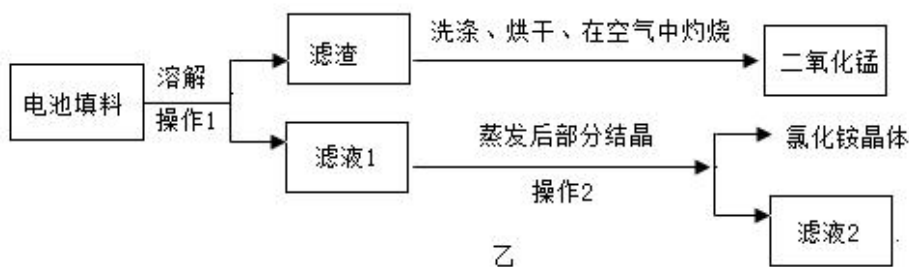 洗涤、烘干、在空气中灼烧
滤渣
二氧化锰
溶解
电池填料
操作1
蒸发后部分结晶
氯化铵晶体
滤液1
操作2
滤液2
乙